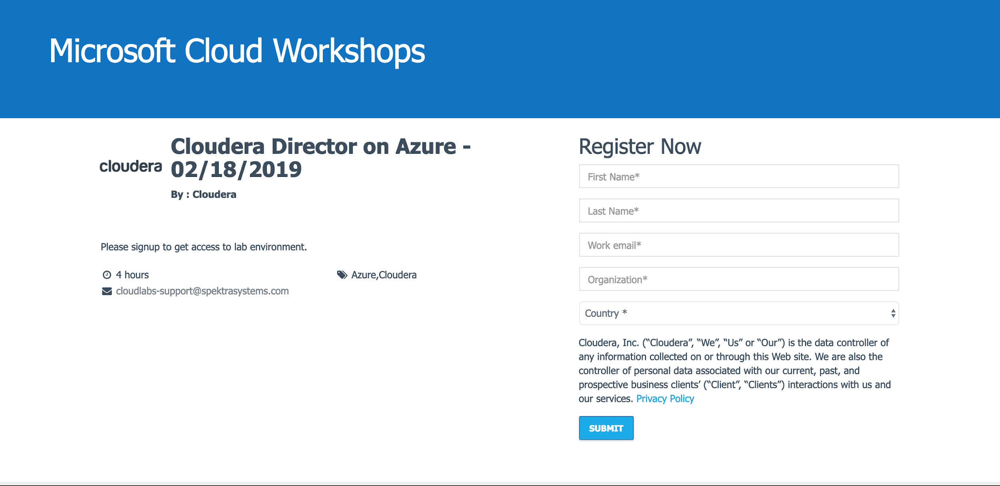 Microsoft Cloud Workshops
cloudera
Cloudera Director on Azure -
02/18/2019
By : Cloudera
Please signup to get access to lab environment.
4 hours
Azure,Cloudera
cloudlabs-support@spektrasystems.com
Register Now
First Name*
Last Name*
Work email*
Organization*
Country *
Cloudera, Inc. (“Cloudera”, “We”, “Us” or “Our”) is the data controller of
any information collected on or through this Web site. We are also the
controller of personal data associated with our current, past, and
prospective business clients’ (“Client”, “Clients”) interactions with us and
our services. Privacy Policy
SUBMIT